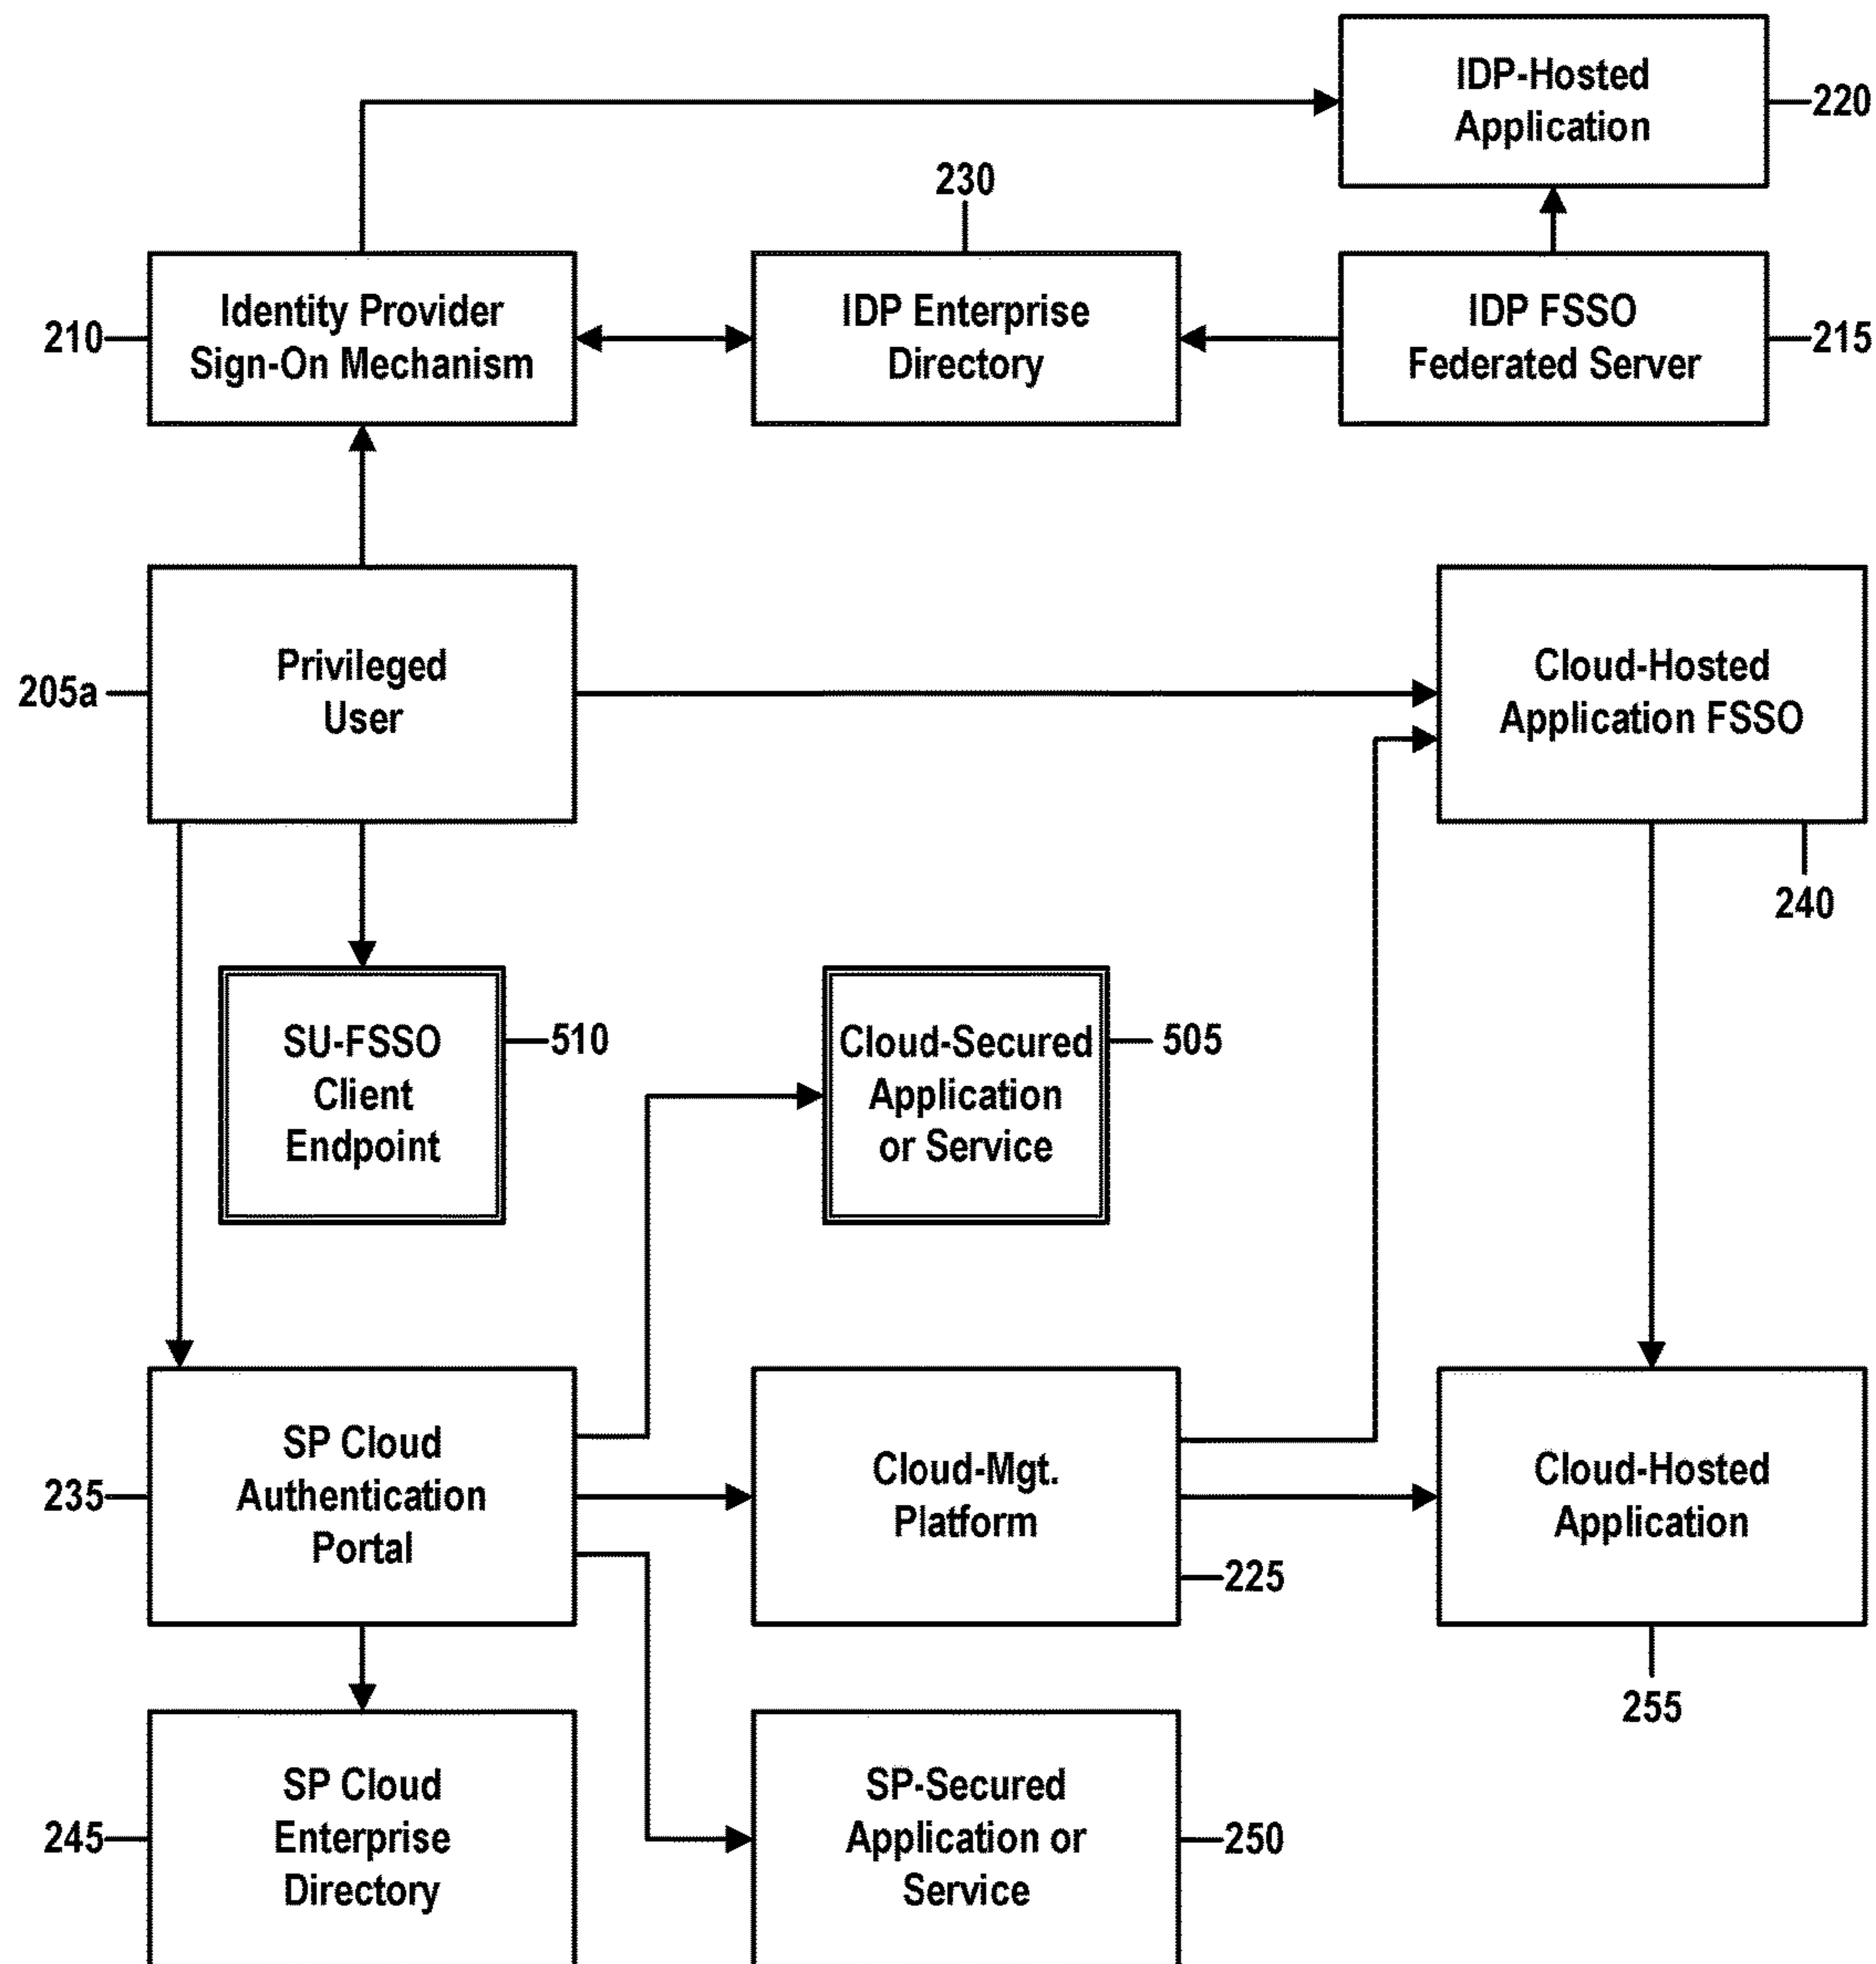 IDP-Hosted
Application
220
230
210
Identity Provider
Sign-On Mechanism
IDP Enterprise
Directory
IDP FSSO
Federated Server
215
205a
Privileged
User
Cloud-Hosted
Application FSSO
240
SU-FSSO
Client
Endpoint
510
Cloud-Secured
Application
or Service
505
235
SP Cloud
Authentication
Portal
Cloud-Mgt.
Platform
225
Cloud-Hosted
Application
255
245
SP Cloud
Enterprise
Directory
SP-Secured
Application or
Service
250